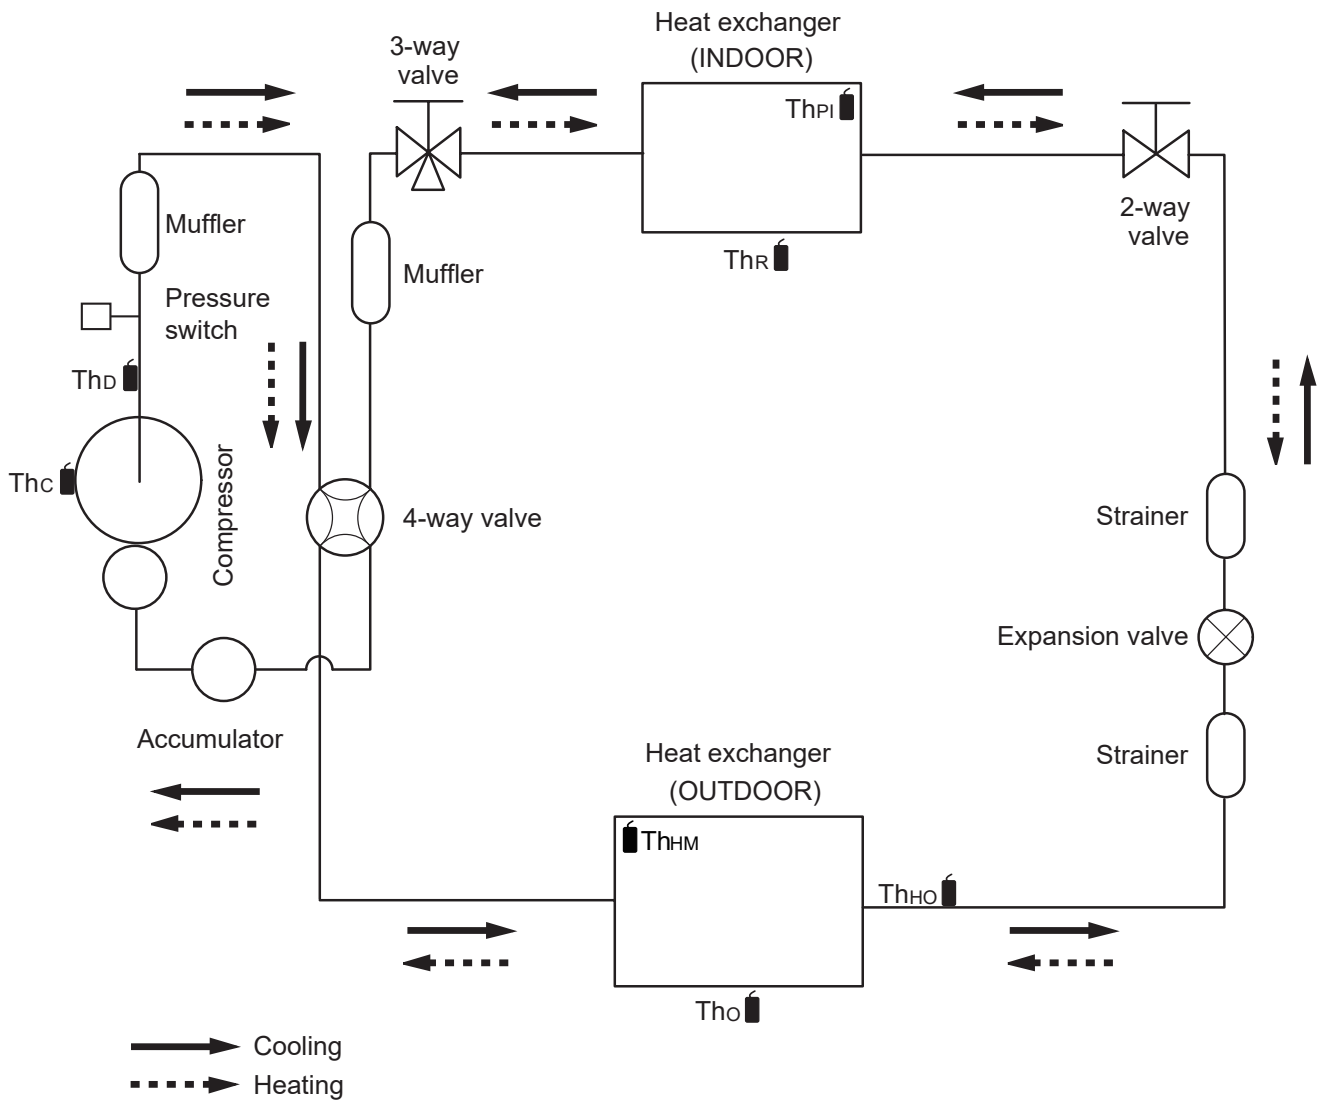 Heat exchanger
(INDOOR)
3-way
valve
ThPI
Muffler
2-way
valve
ThR
Muffler
Pressure
switch
ThD
ThC
Compressor
4-way valve
Strainer
Expansion valve
Strainer
Accumulator
Heat exchanger
(OUTDOOR)
ThHM
ThHO
ThO
Cooling
Heating